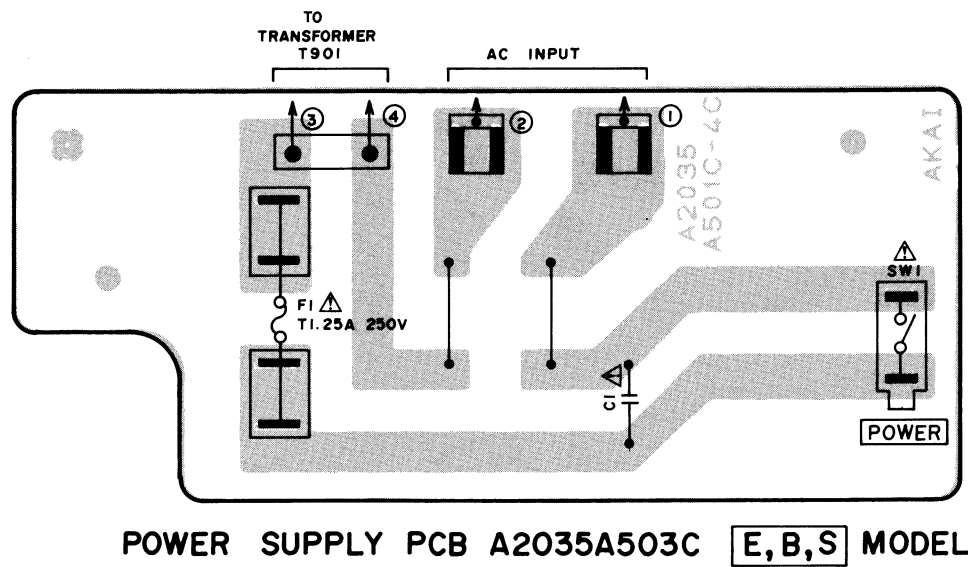 TO
TRANSFORMER
T901
AC INPUT
3
4
2
1
A2035
A501C-4C
AKAI
SW1
F1
T1.25A 250V
C1
POWER
POWER SUPPLY PCB A2035A503C E,B,S MODEL